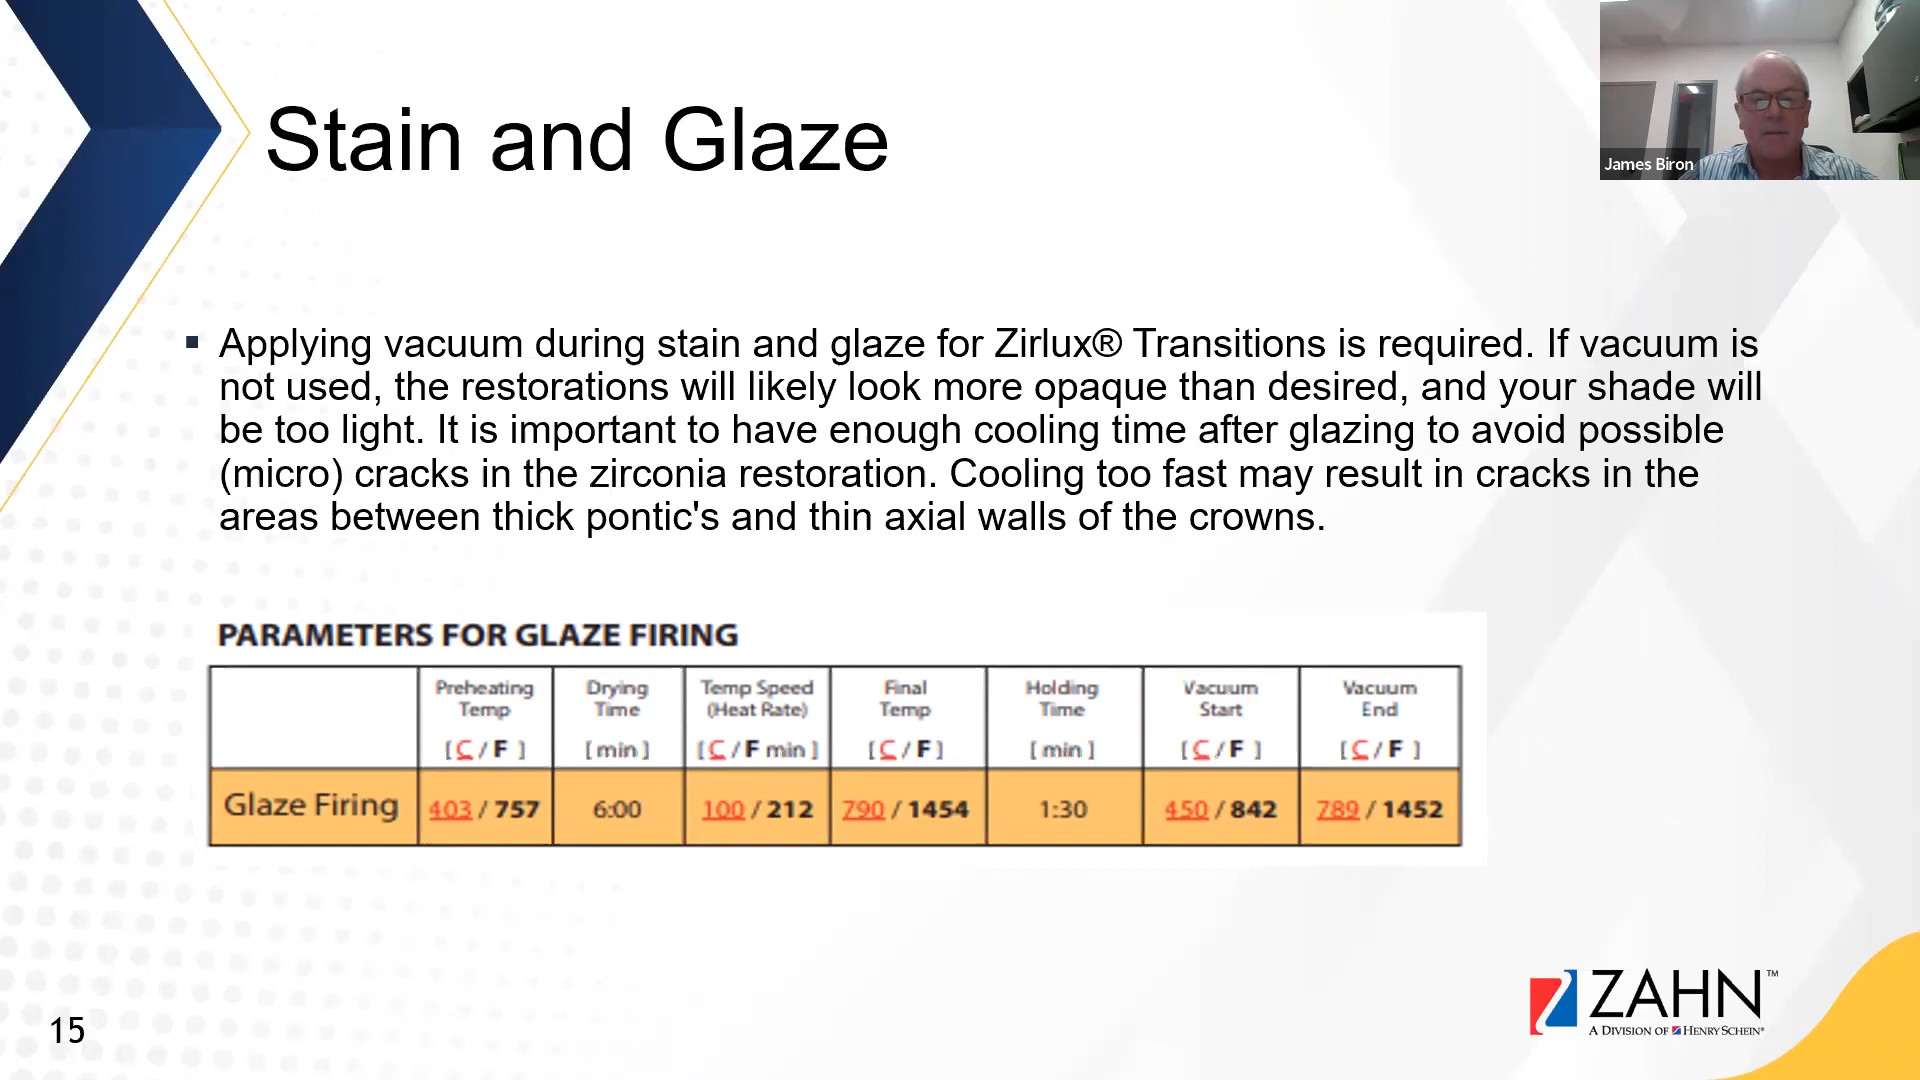 Stain and Glaze
James Biron
▪ Applying vacuum during stain and glaze for Zirlux® Transitions is required. If vacuum is
not used, the restorations will likely look more opaque than desired, and your shade will
be too light. It is important to have enough cooling time after glazing to avoid possible
(micro) cracks in the zirconia restoration. Cooling too fast may result in cracks in the
areas between thick pontic's and thin axial walls of the crowns.
PARAMETERS FOR GLAZE FIRING
Preheating Drying Temp Speed Final Holding Vacuum Vacuum
Temp Time (Heat Rate) Temp Time Start End
[ C / F ] [ min ] [ C / F min ] [ C / F ] [ min ] [ C / F ] [ C / F ]
Glaze Firing 403 / 757 6:00 100 / 212 790 / 1454 1:30 450 / 842 789 / 1452
ZAHN™
A DIVISION OF HENRY SCHEIN®
15